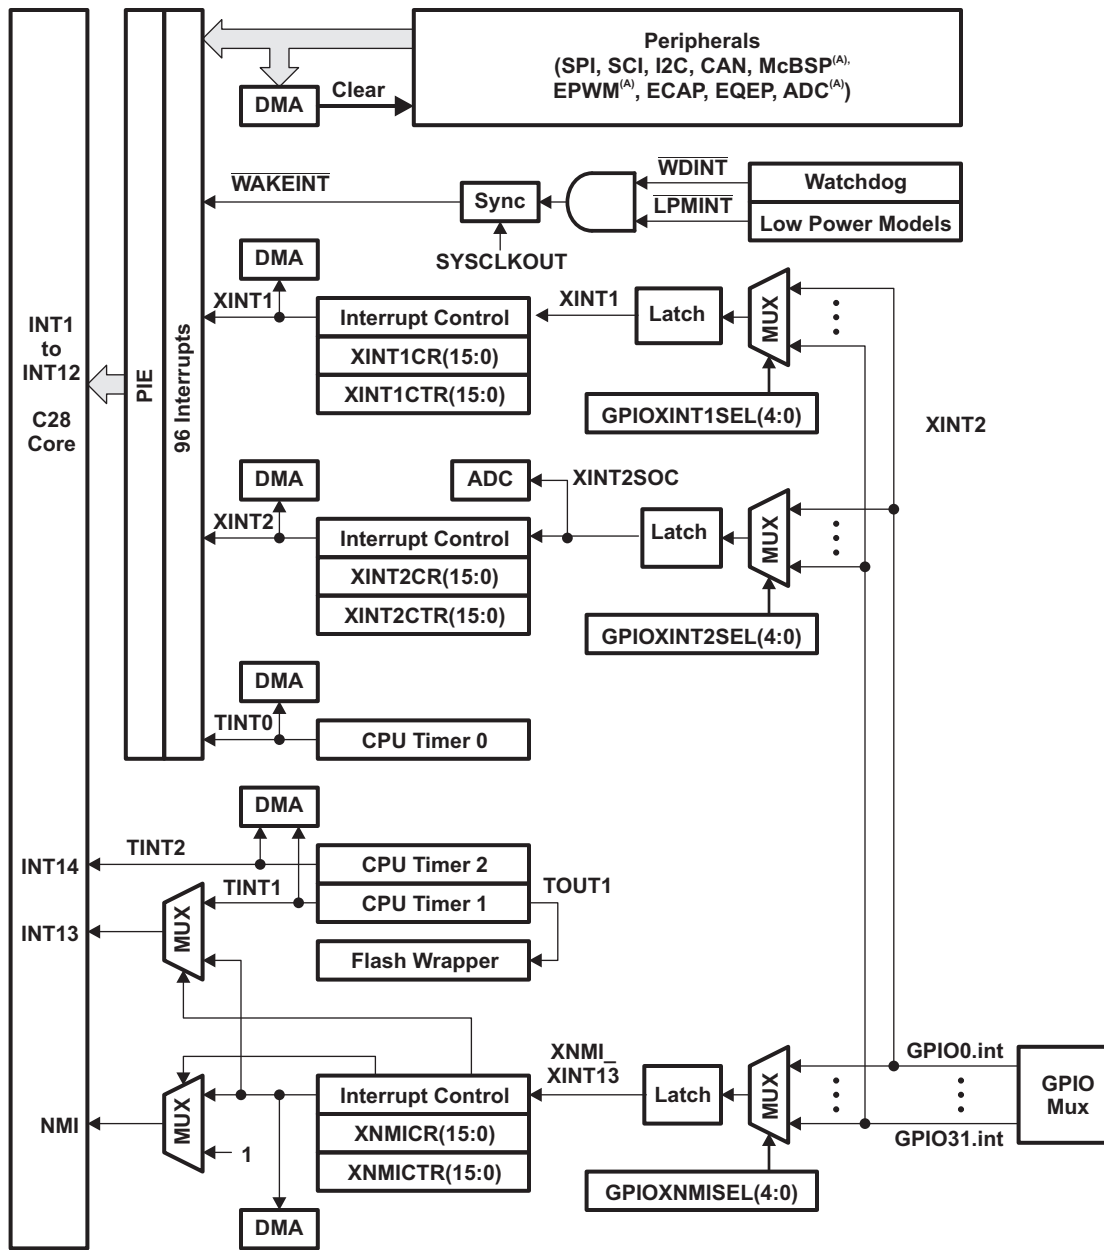 Peripherals
(SPI, SCI, I2C, CAN, McBSP(A),
EPWM(A), ECAP, EQEP, ADC(A))
DMA
Clear
WAKEINT
Sync
SYSCLKOUT
WDINT
LPMINT
Watchdog
Low Power Models
INT1
to
INT12
C28
Core
PIE
96 Interrupts
DMA
XINT1
Interrupt Control
XINT1CR(15:0)
XINT1CTR(15:0)
XINT1
Latch
MUX
GPIOXINT1SEL(4:0)
XINT2
DMA
XINT2
Interrupt Control
XINT2CR(15:0)
XINT2CTR(15:0)
ADC
XINT2SOC
Latch
MUX
GPIOXINT2SEL(4:0)
DMA
TINT0
CPU Timer 0
DMA
INT14
TINT2
CPU Timer 2
TINT1
CPU Timer 1
TOUT1
INT13
MUX
Flash Wrapper
NMI
MUX
1
Interrupt Control
XNMICR(15:0)
XNMICTR(15:0)
DMA
XNMI_
XINT13
Latch
MUX
GPIOXNMISEL(4:0)
GPIO0.int
GPIO31.int
GPIO
Mux